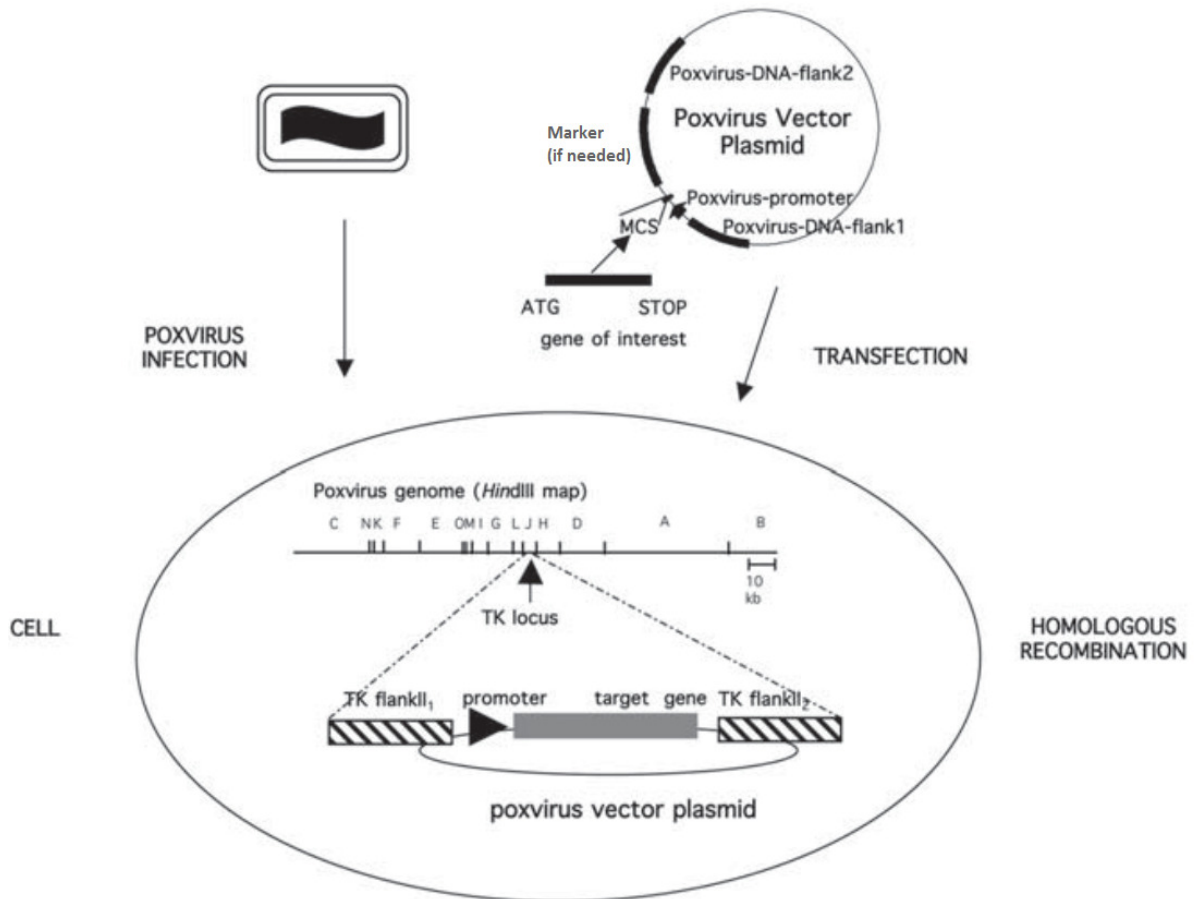 Poxvirus-DNA-flank2
Poxvirus Vector
Plasmid
Marker
(if needed)
Poxvirus-promoter
MCS
Poxvirus-DNA-flank1
ATG STOP
gene of interest
POXVIRUS
INFECTION
TRANSFECTION
Poxvirus genome (HindIII map)
C N K F E O M I G L J H D A B
10
kb
TK locus
CELL
HOMOLOGOUS
RECOMBINATION
TK flankII₁ promoter target gene TK flankII₂
poxvirus vector plasmid